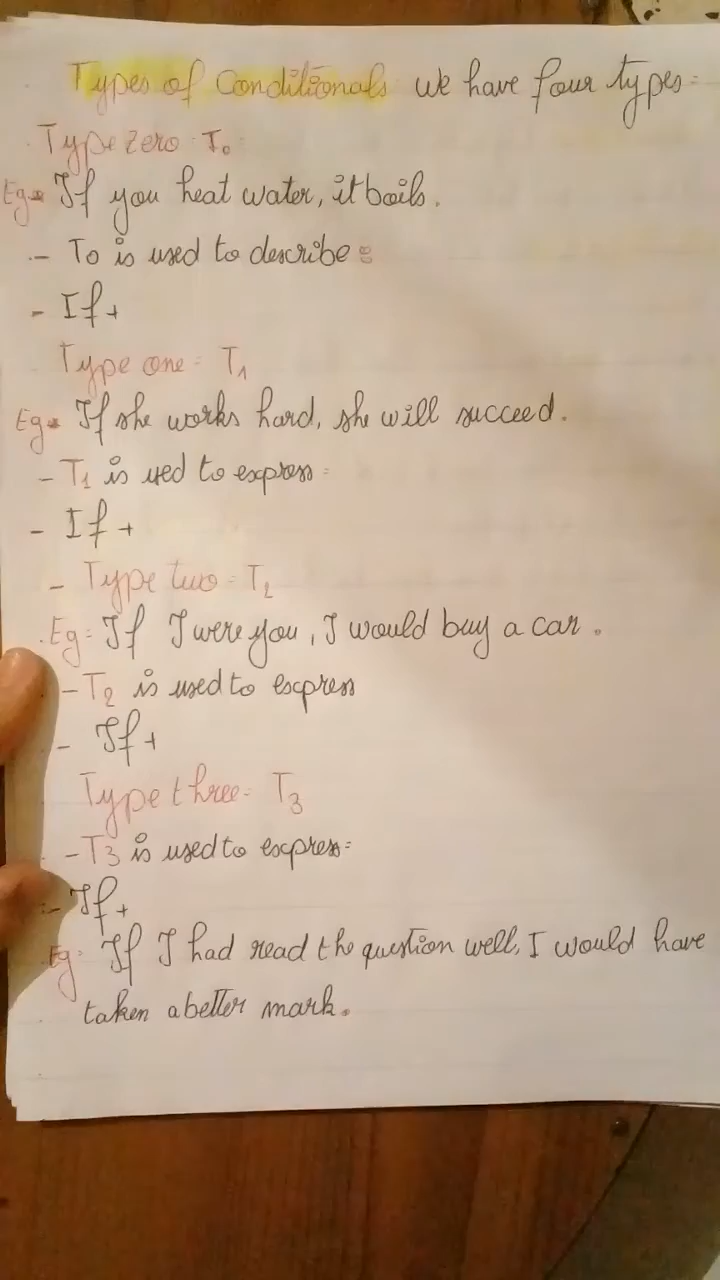 Types of Conditionals we have four types:
Type zero: T0
Eg: If you heat water, it boils.
- T0 is used to describe:
- If +
Type one: T1
Eg: If she works hard, she will succeed.
- T1 is ued to express:
- If +
- Type two: T2
Eg: If I were you, I would buy a car.
- T2 is used to express
- If +
Type three: T3
- T3 is used to express:
- If +
Eg: If I had read the question well, I would have
taken a better mark.